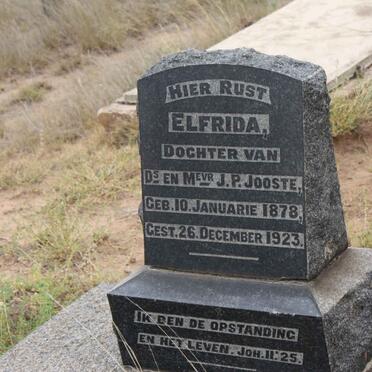 HIER RUST
ELFRIDA,
DOCHTER VAN
DS EN MEVR J.P. JOOSTE,
GEB. 10. JANUARIE 1878,
GEST. 26. DECEMBER 1923.
IK BEN DE OPSTANDING
EN HET LEVEN. JOH. 11: 25.